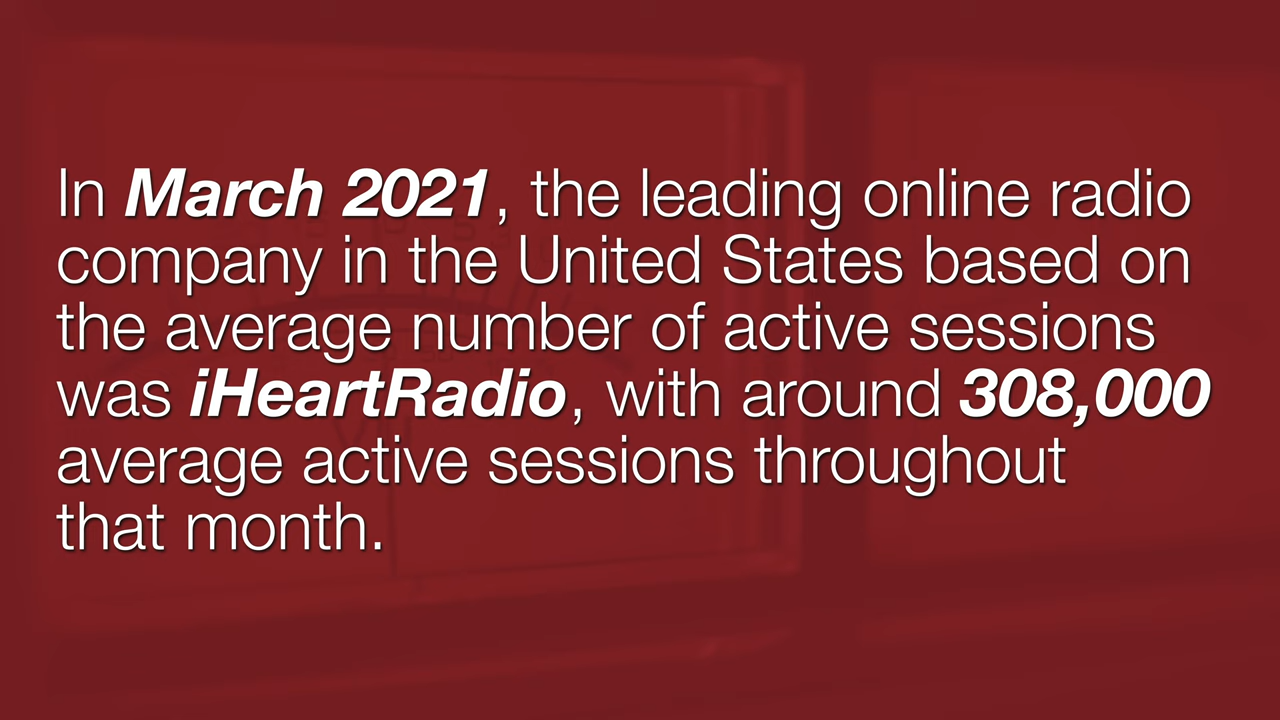 In March 2021, the leading online radio
company in the United States based on
the average number of active sessions
was iHeartRadio, with around 308,000
average active sessions throughout
that month.